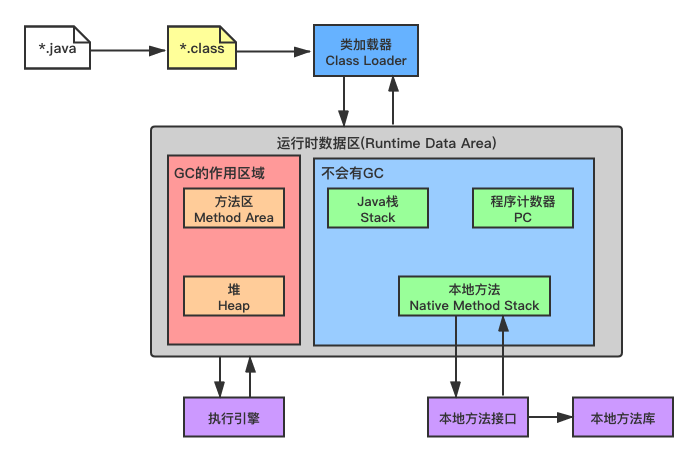 *.java
*.class
类加载器
Class Loader
运行时数据区(Runtime Data Area)
GC的作用区域
方法区
Method Area
堆
Heap
不会有GC
Java栈
Stack
程序计数器
PC
本地方法
Native Method Stack
执行引擎
本地方法接口
本地方法库